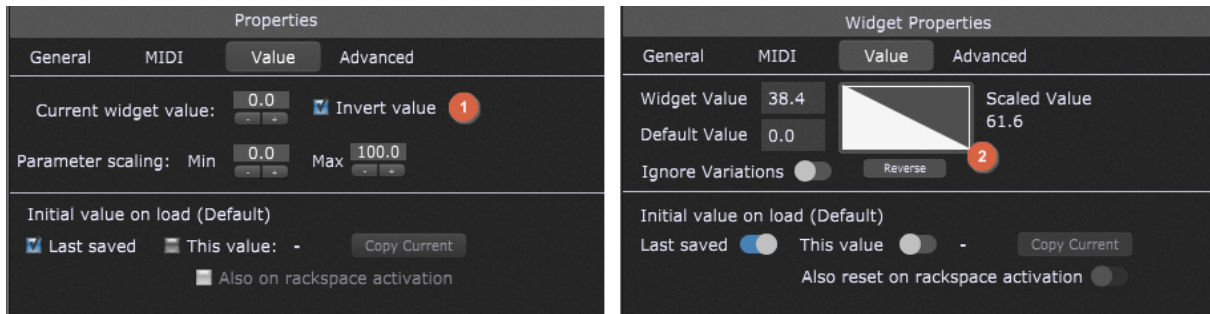 Properties
General MIDI Value Advanced
Current widget value: 0.0 - + Invert value 1
Parameter scaling: Min 0.0 - + Max 100.0 - +
Initial value on load (Default)
Last saved This value: - Copy Current
Also on rackspace activation
Widget Properties
General MIDI Value Advanced
Widget Value 38.4 Scaled Value
61.6
Default Value 0.0
2
Ignore Variations Reverse
Initial value on load (Default)
Last saved This value - Copy Current
Also reset on rackspace activation